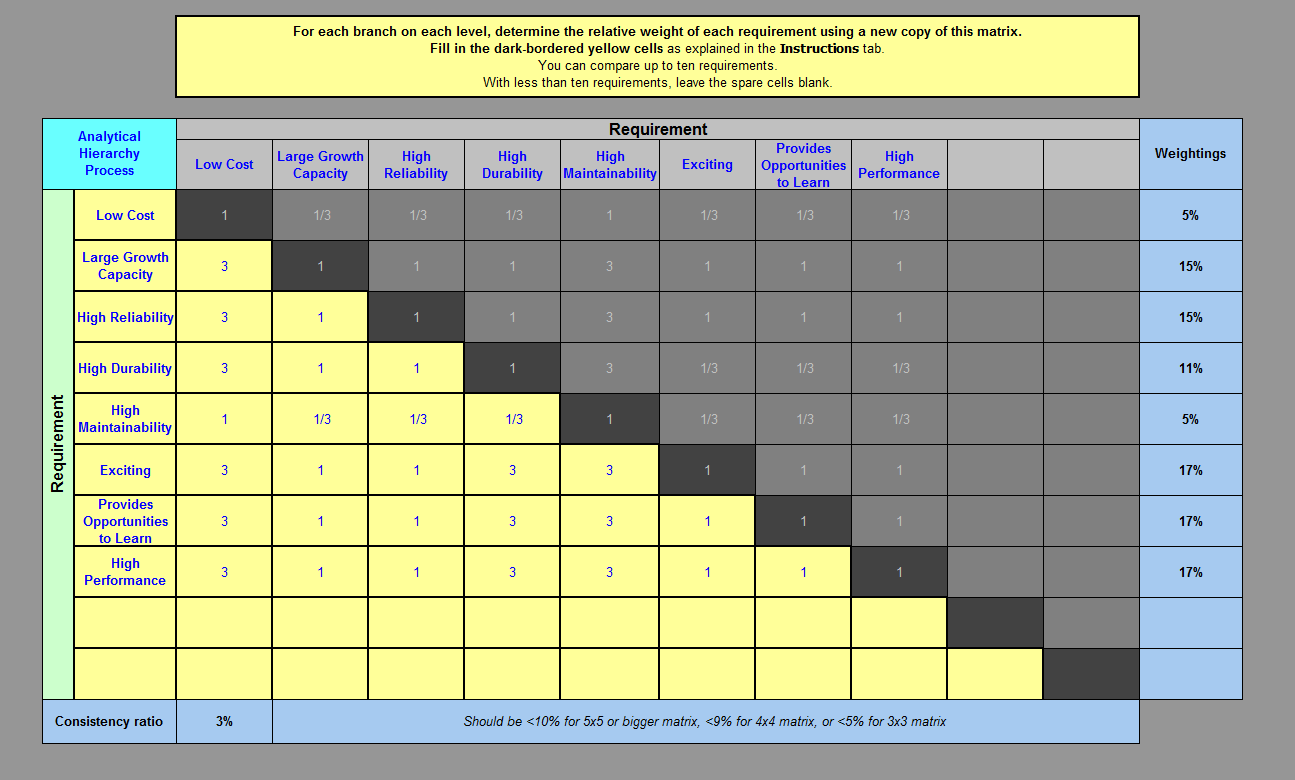 For each branch on each level, determine the relative weight of each requirement using a new copy of this matrix.
Fill in the dark-bordered yellow cells as explained in the Instructions tab.
You can compare up to ten requirements.
With less than ten requirements, leave the spare cells blank.
Analytical
Hierarchy
Process
Requirement
Weightings
Low Cost
Large Growth
Capacity
High
Reliability
High
Durability
High
Maintainability
Exciting
Provides
Opportunities
to Learn
High
Performance
Requirement
Low Cost
1 1/3 1/3 1/3 1 1/3 1/3 1/3 5%
Large Growth
Capacity
3 1 1 1 3 1 1 1 15%
High Reliability
3 1 1 1 3 1 1 1 15%
High Durability
3 1 1 1 3 1/3 1/3 1/3 11%
High
Maintainability
1 1/3 1/3 1/3 1 1/3 1/3 1/3 5%
Exciting
3 1 1 3 3 1 1 1 17%
Provides
Opportunities
to Learn
3 1 1 3 3 1 1 1 17%
High
Performance
3 1 1 3 3 1 1 1 17%
Consistency ratio 3% Should be <10% for 5x5 or bigger matrix, <9% for 4x4 matrix, or <5% for 3x3 matrix